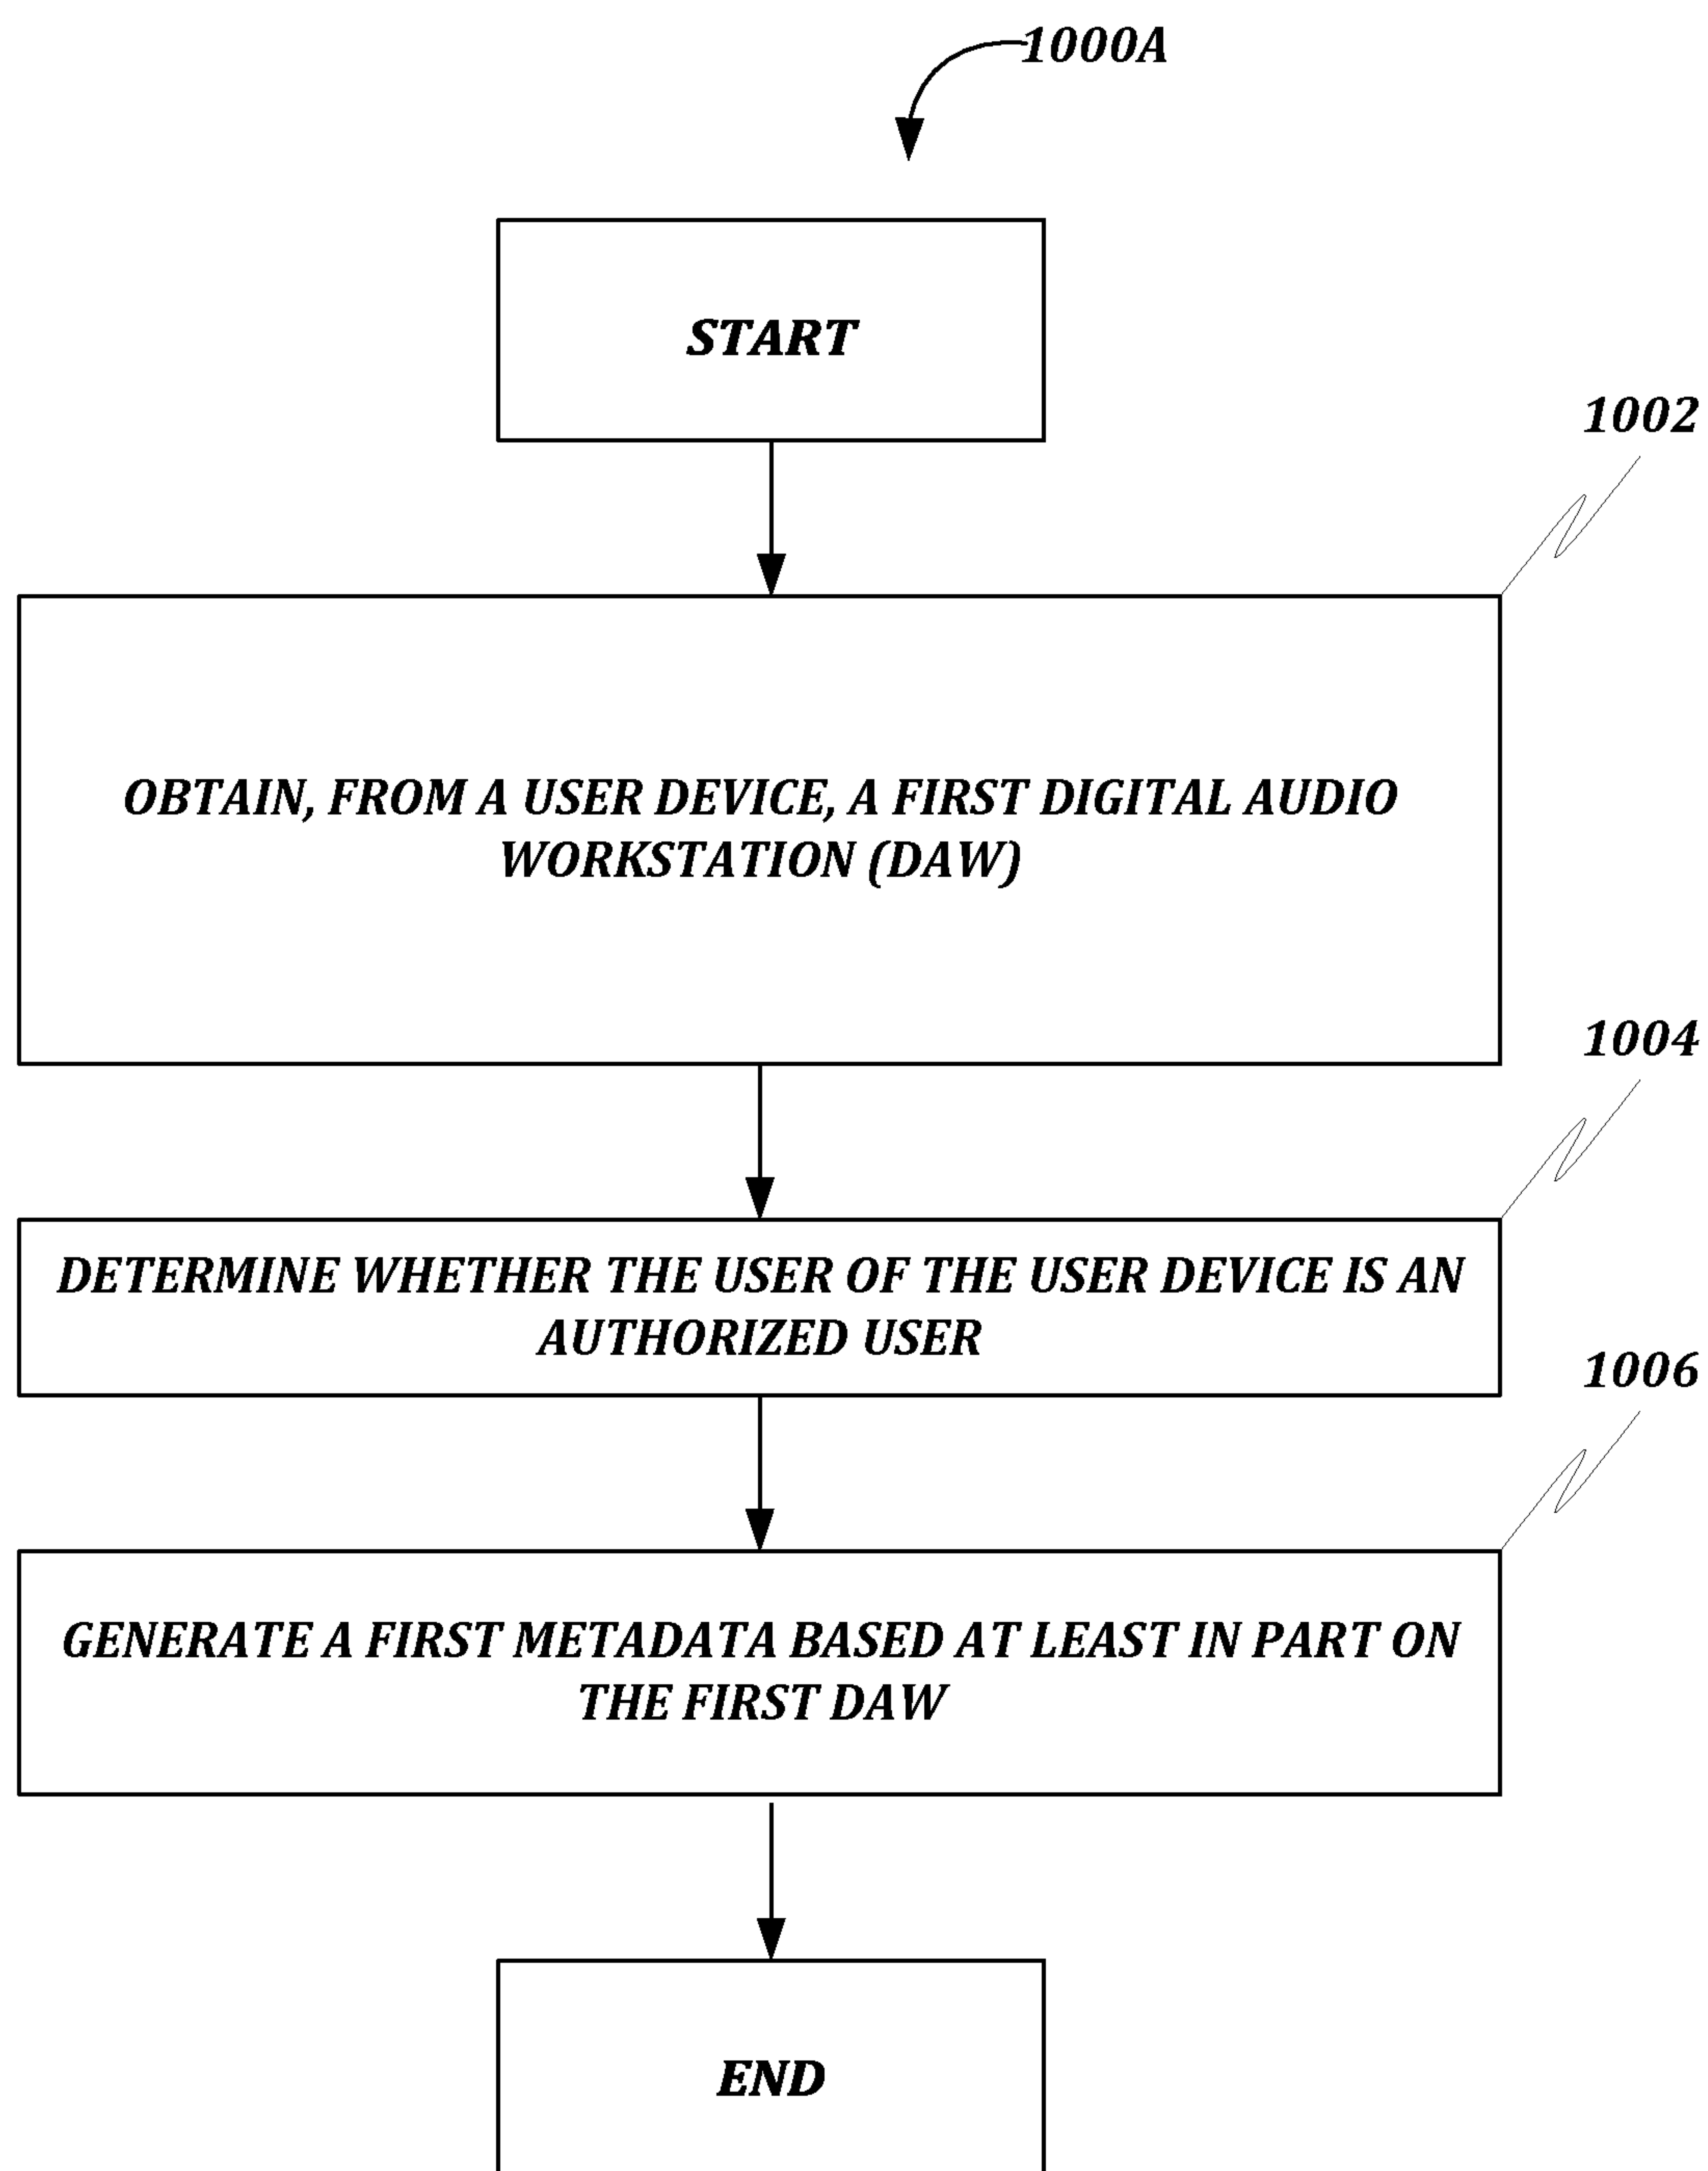 1000A
START
1002
OBTAIN, FROM A USER DEVICE, A FIRST DIGITAL AUDIO
WORKSTATION (DAW)
1004
DETERMINE WHETHER THE USER OF THE USER DEVICE IS AN
AUTHORIZED USER
1006
GENERATE A FIRST METADATA BASED AT LEAST IN PART ON
THE FIRST DAW
END